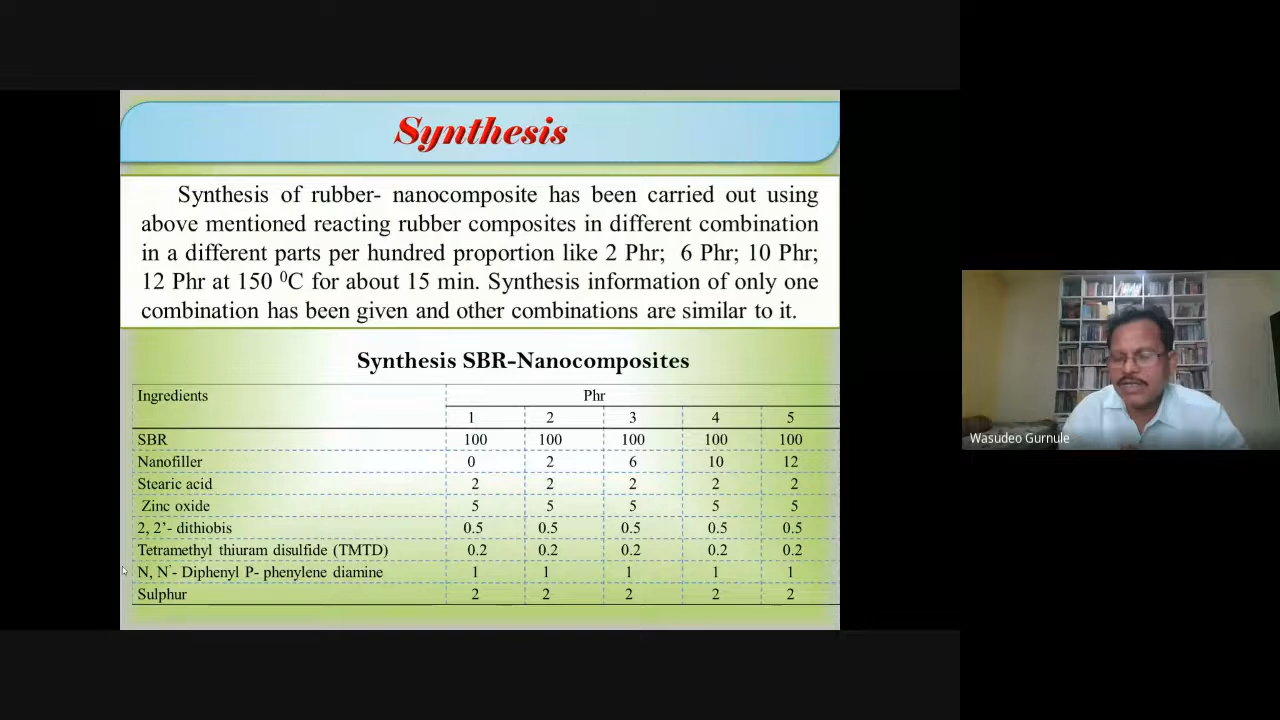 Synthesis
Synthesis of rubber- nanocomposite has been carried out using
above mentioned reacting rubber composites in different combination
in a different parts per hundred proportion like 2 Phr; 6 Phr; 10 Phr;
12 Phr at 150 ⁰C for about 15 min. Synthesis information of only one
combination has been given and other combinations are similar to it.
Synthesis SBR-Nanocomposites
Ingredients Phr
1 2 3 4 5
SBR 100 100 100 100 100
Nanofiller 0 2 6 10 12
Stearic acid 2 2 2 2 2
Zinc oxide 5 5 5 5 5
2, 2’- dithiobis 0.5 0.5 0.5 0.5 0.5
Tetramethyl thiuram disulfide (TMTD) 0.2 0.2 0.2 0.2 0.2
N, N'- Diphenyl P- phenylene diamine 1 1 1 1 1
Sulphur 2 2 2 2 2
Wasudeo Gurnule